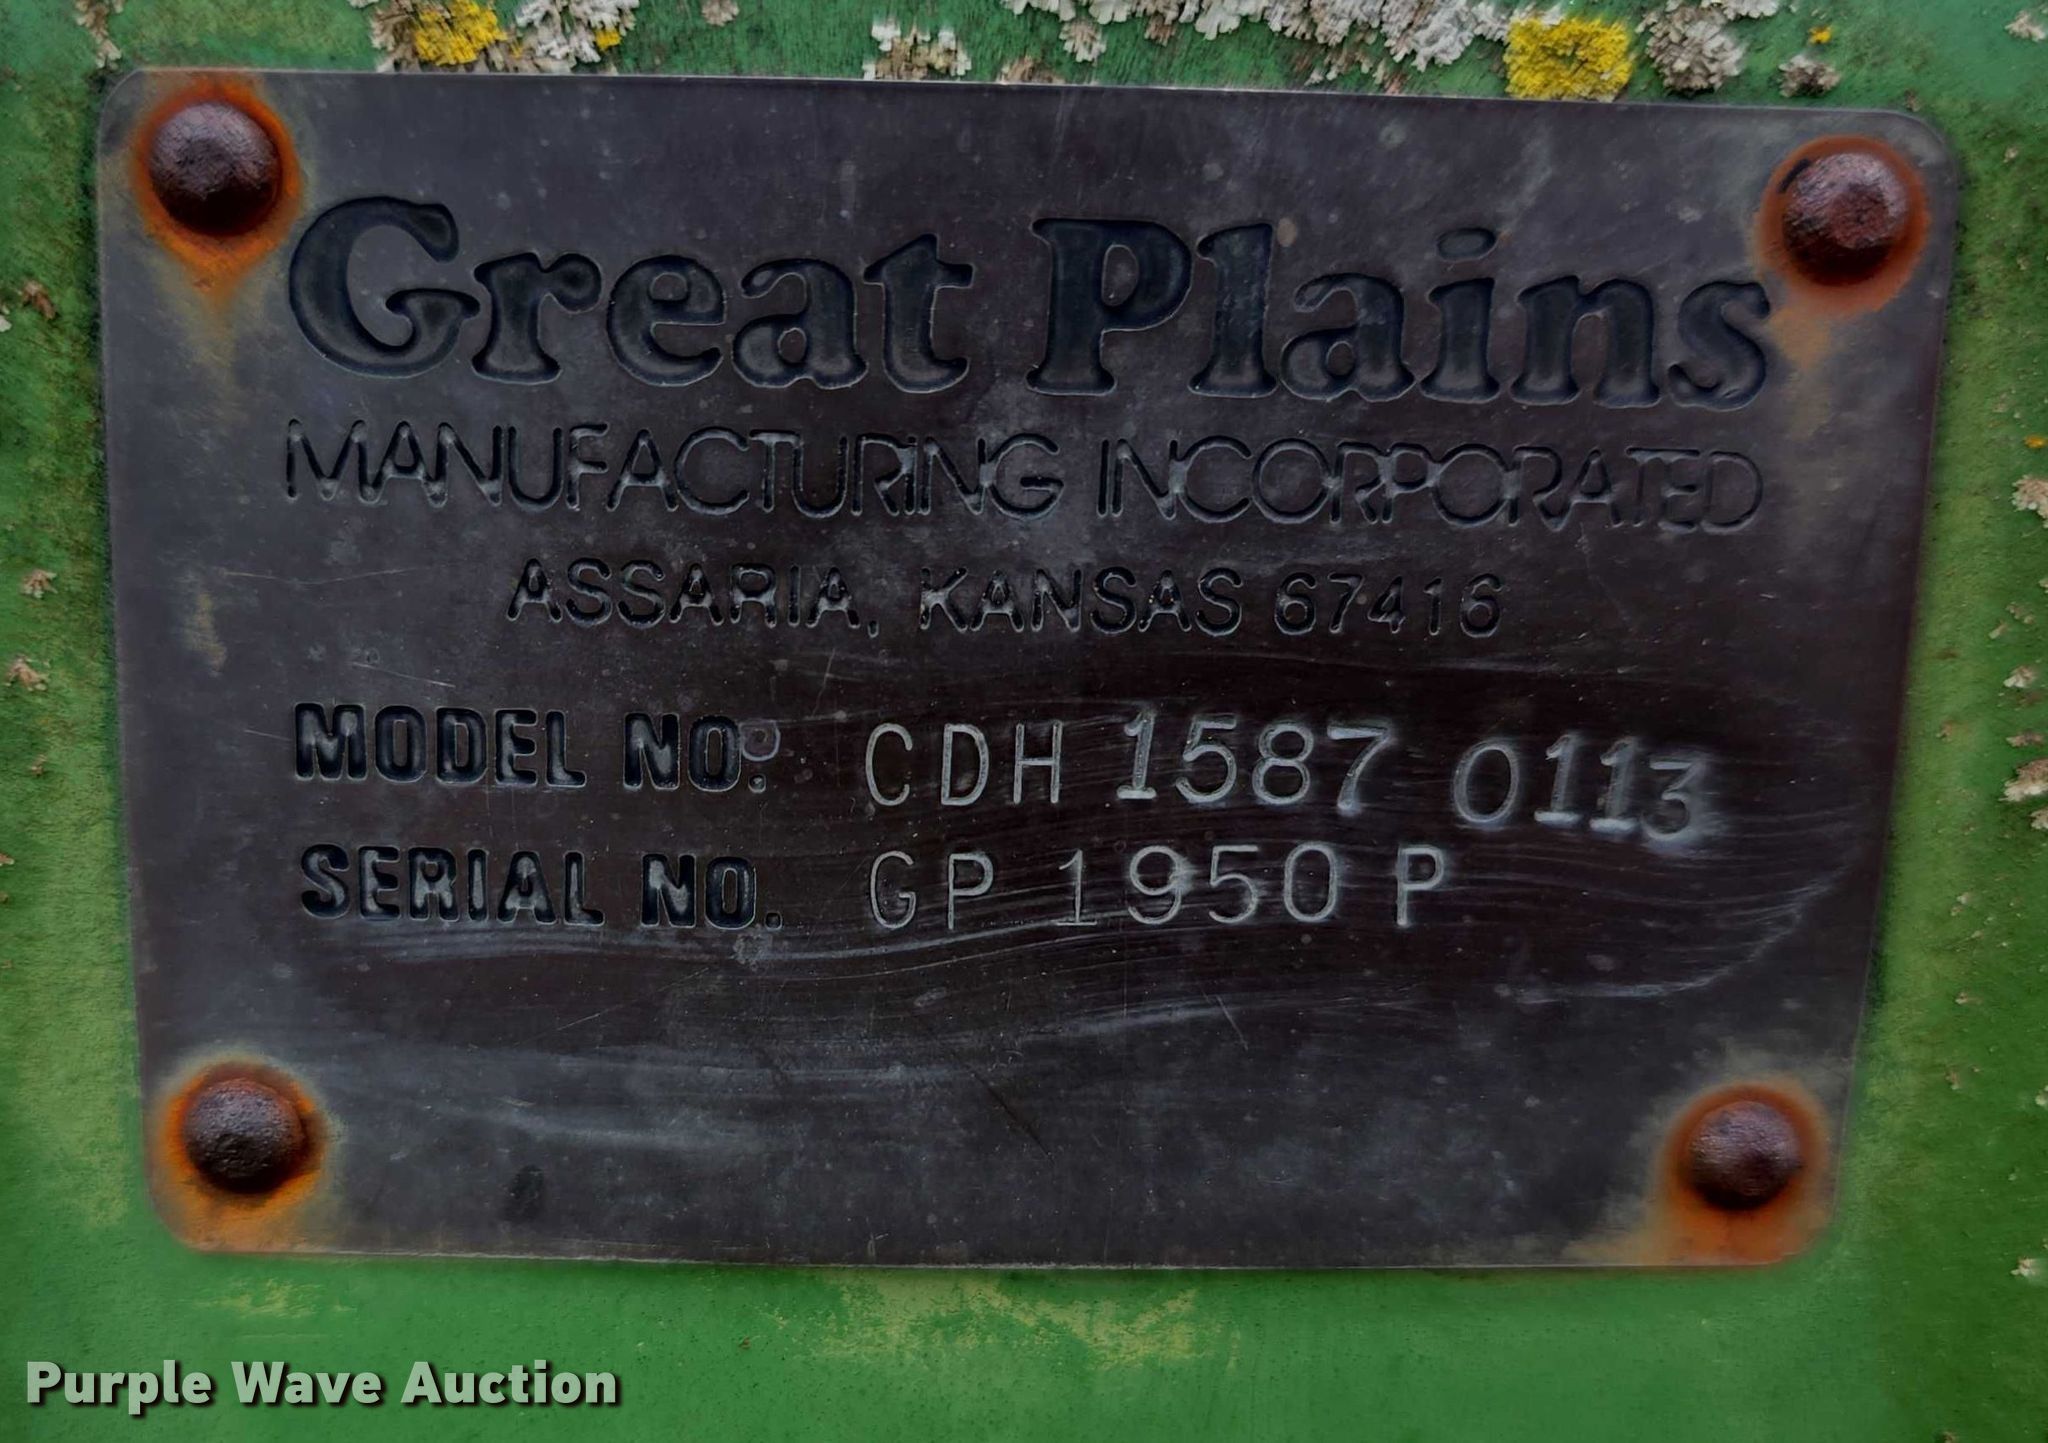 Great Plains
MANUFACTURING INCORPORATED
ASSARIA, KANSAS 67416
MODEL NO. CDH 1587 0113
SERIAL NO. GP 1950 P
Purple Wave Auction